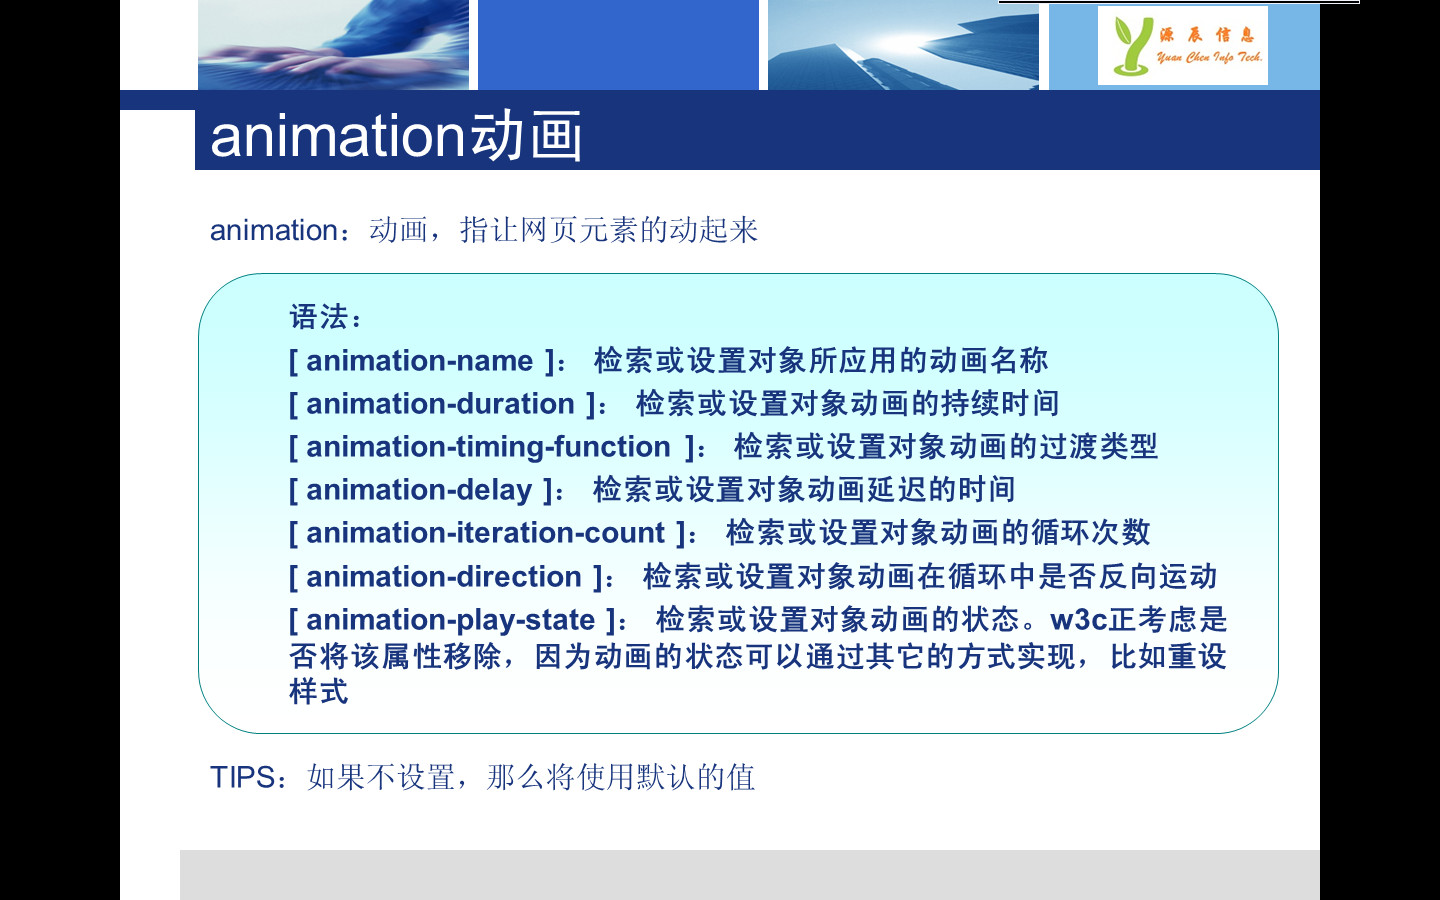 源辰信息
Yuan Chen Info Tech.
animation动画
animation：动画，指让网页元素的动起来
语法：
[ animation-name ]： 检索或设置对象所应用的动画名称
[ animation-duration ]： 检索或设置对象动画的持续时间
[ animation-timing-function ]： 检索或设置对象动画的过渡类型
[ animation-delay ]： 检索或设置对象动画延迟的时间
[ animation-iteration-count ]： 检索或设置对象动画的循环次数
[ animation-direction ]： 检索或设置对象动画在循环中是否反向运动
[ animation-play-state ]： 检索或设置对象动画的状态。w3c正考虑是
否将该属性移除，因为动画的状态可以通过其它的方式实现，比如重设
样式
TIPS：如果不设置，那么将使用默认的值